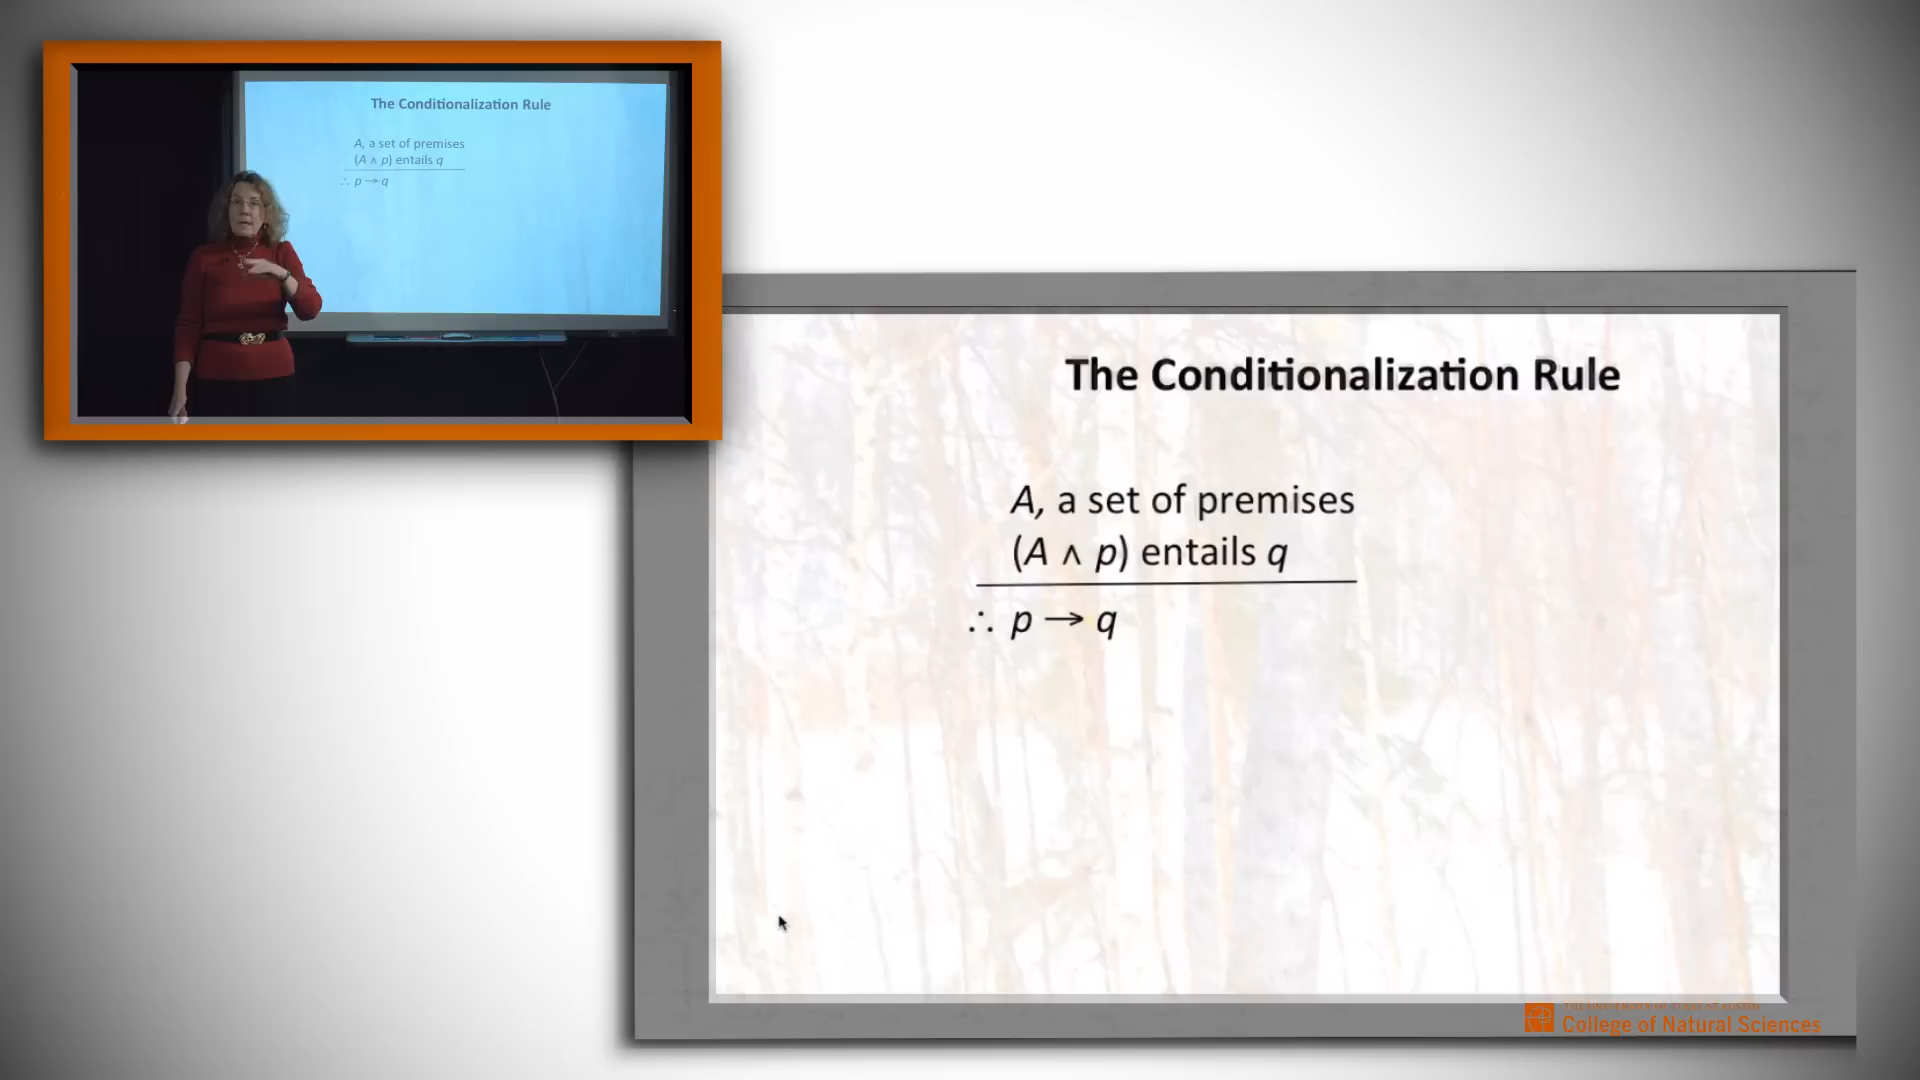 The Conditionalization Rule
A, a set of premises
(A ∧ p) entails q
∴ p → q
The Conditionalization Rule
A, a set of premises
(A ∧ p) entails q
∴ p → q
College of Natural Sciences